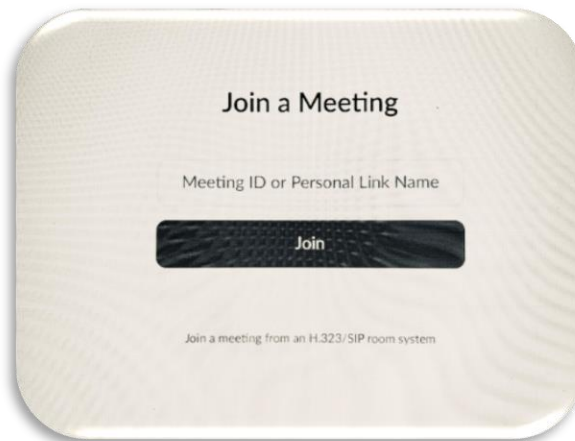 Join a Meeting
Meeting ID or Personal Link Name
Join
Join a meeting from an H.323/SIP room system